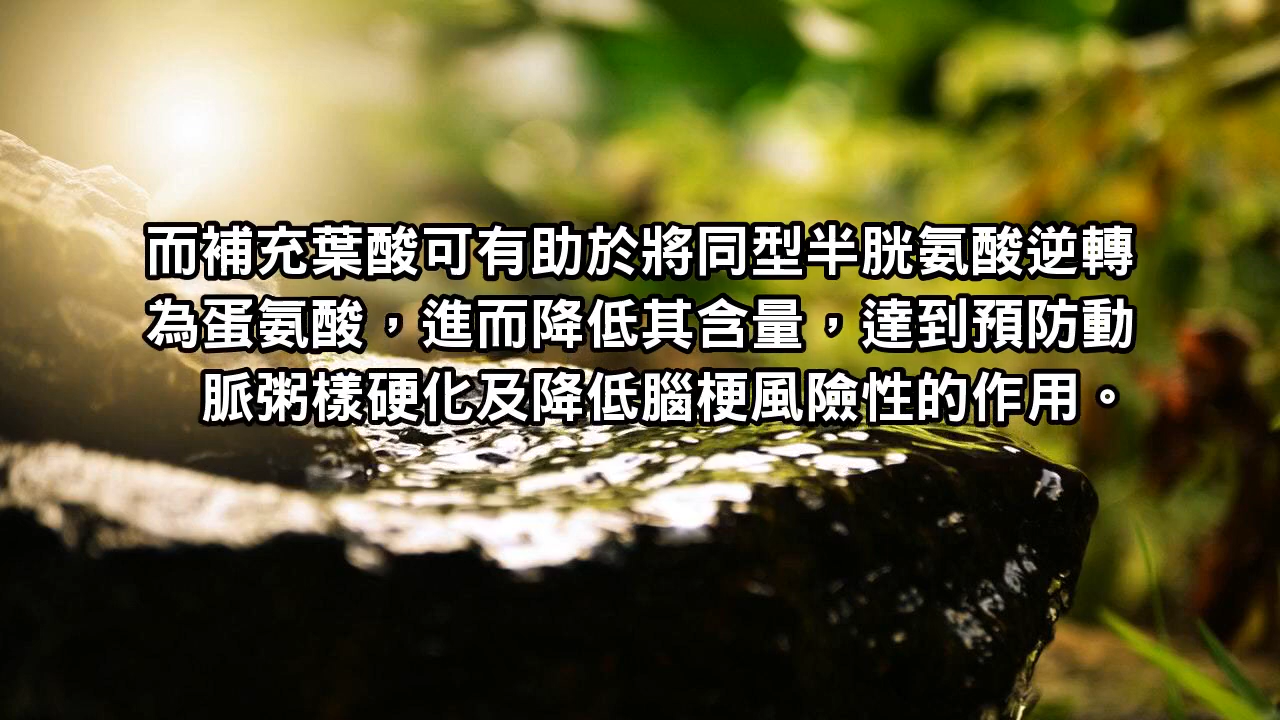 而補充葉酸可有助於將同型半胱氨酸逆轉
為蛋氨酸，進而降低其含量，達到預防動
脈粥樣硬化及降低腦梗風險性的作用。